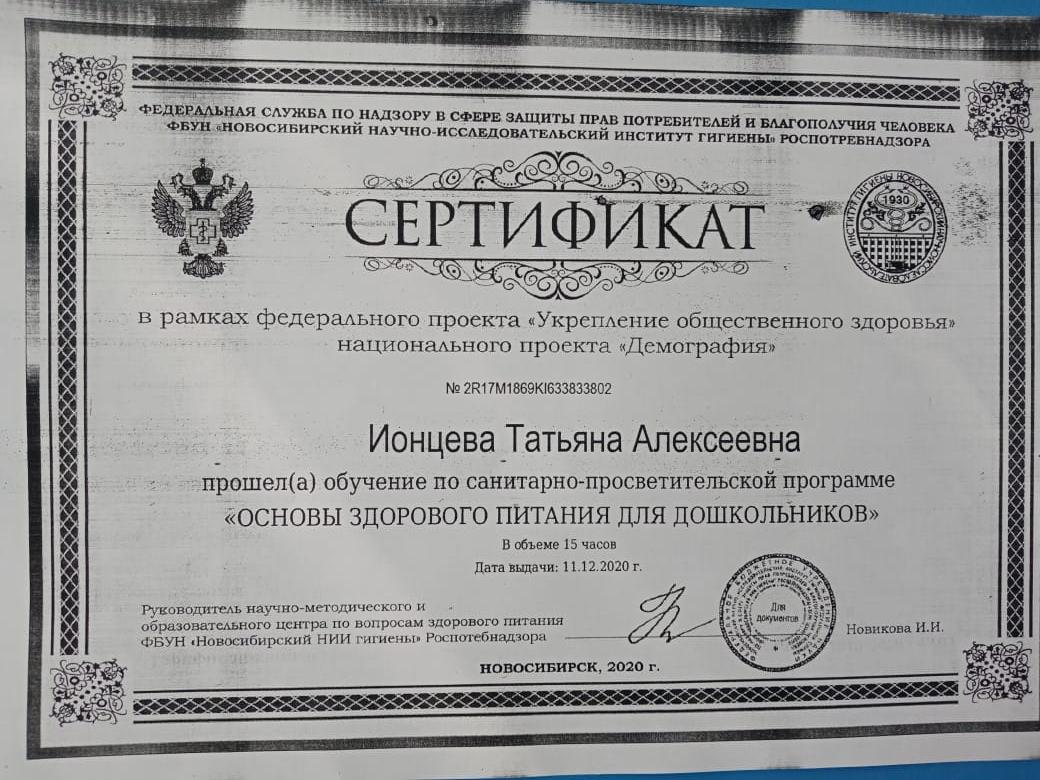 ФЕДЕРАЛЬНАЯ СЛУЖБА ПО НАДЗОРУ В СФЕРЕ ЗАЩИТЫ ПРАВ ПОТРЕБИТЕЛЕЙ И БЛАГОПОЛУЧИЯ ЧЕЛОВЕКА
ФБУН «НОВОСИБИРСКИЙ НАУЧНО-ИССЛЕДОВАТЕЛЬСКИЙ ИНСТИТУТ ГИГИЕНЫ» РОСПОТРЕБНАДЗОРА
1930
СЕРТИФИКАТ
в рамках федерального проекта «Укрепление общественного здоровья»
национального проекта «Демография»
№ 2R17M1869KI633833802
Ионцева Татьяна Алексеевна
прошел(а) обучение по санитарно-просветительской программе
«ОСНОВЫ ЗДОРОВОГО ПИТАНИЯ ДЛЯ ДОШКОЛЬНИКОВ»
В объеме 15 часов
Дата выдачи: 11.12.2020 г.
Руководитель научно-методического и
образовательного центра по вопросам здорового питания
ФБУН «Новосибирский НИИ гигиены» Роспотебнадзора
Для
документов
Новикова И.И.
НОВОСИБИРСК, 2020 г.